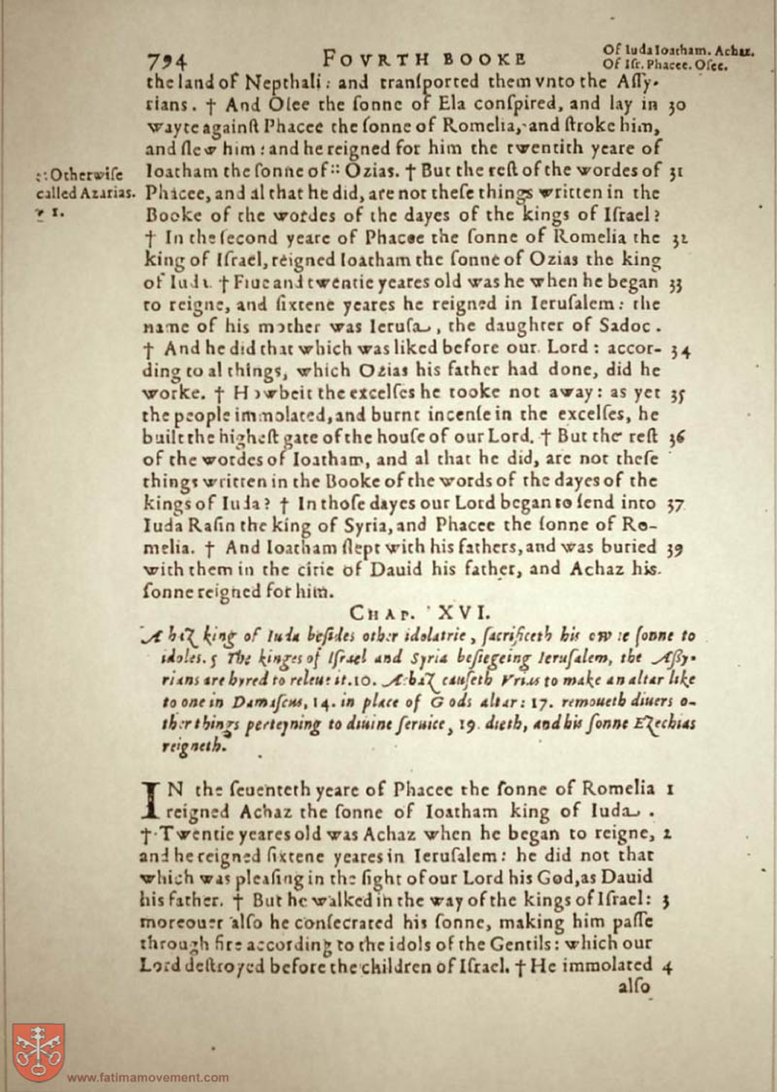 794
FOVRTH BOOKE
Of Iuda Ioatham. Achaz.
Of Iſr. Phacee. Oſee.
the land of Nepthali: and tranſported them vnto the Aſſy-
rians. † And Oſee the ſonne of Ela conſpired, and lay in 30
wayte againſt Phacee the ſonne of Romelia, and ſtroke him,
and ſlew him: and he reigned for him the twentith yeare of
:: Otherwiſe
called Azarias.
v 1.
Ioatham the ſonne of :: Ozias. † But the reſt of the wordes of 31
Phacee, and al that he did, are not theſe things written in the
Booke of the wordes of the dayes of the kings of Iſrael?
† In the ſecond yeare of Phacee the ſonne of Romelia the 32
king of Iſrael, reigned Ioatham the ſonne of Ozias the king
of Iuda. † Fiue and twentie yeares old was he when he began 33
to reigne, and ſixtene yeares he reigned in Ieruſalem: the
name of his mother was Ieruſa, the daughter of Sadoc.
† And he did that which was liked before our Lord: accor- 34
ding to al things, which Ozias his father had done, did he
worke. † Howbeit the excelſes he tooke not away: as yet 35
the people immolated, and burnt incenſe in the excelſes, he
built the higheſt gate of the houſe of our Lord. † But the reſt 36
of the wordes of Ioatham, and al that he did, are not theſe
things written in the Booke of the words of the dayes of the
kings of Iuda? † In thoſe dayes our Lord began to ſend into 37
Iuda Raſin the king of Syria, and Phacee the ſonne of Ro-
melia. † And Ioatham ſlept with his fathers, and was buried 39
with them in the citie of Dauid his father, and Achaz his
ſonne reigned for him.
CHAP. XVI.
Ahaz king of Iuda beſides other idolatrie, ſacrificeth his owne ſonne to
idoles. 5 The kinges of Iſrael and Syria beſiegeing Ieruſalem, the Aſſy-
rians are hyred to releue it. 10. Achaz cauſeth Vrias to make an altar like
to one in Damaſcus, 14. in place of Gods altar: 17. remoueth diuers o-
ther things perteyning to diuine ſeruice, 19. dieth, and his ſonne Ezechias
reigneth.
IN the ſeuenteth yeare of Phacee the ſonne of Romelia 1
reigned Achaz the ſonne of Ioatham king of Iuda.
† Twentie yeares old was Achaz when he began to reigne, 2
and he reigned ſixtene yeares in Ieruſalem: he did not that
which was pleaſing in the ſight of our Lord his God, as Dauid
his father. † But he walked in the way of the kings of Iſrael: 3
moreouer alſo he conſecrated his ſonne, making him paſſe
through fire according to the idols of the Gentils: which our
Lord deſtroyed before the children of Iſrael. † He immolated 4
alſo
www.fatimamovement.com